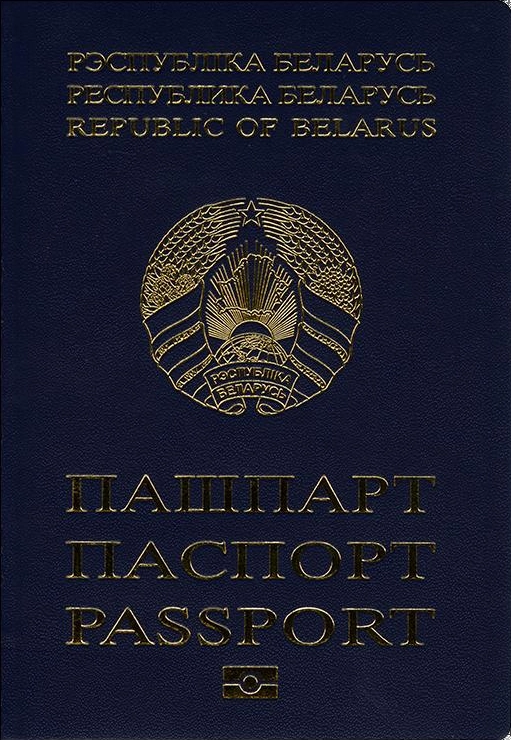 РЭСПУБЛІКА БЕЛАРУСЬ
РЕСПУБЛИКА БЕЛАРУСЬ
REPUBLIC OF BELARUS
РЭСПУБЛІКА
БЕЛАРУСЬ
ПАШПАРТ
ПАСПОРТ
PASSPORT